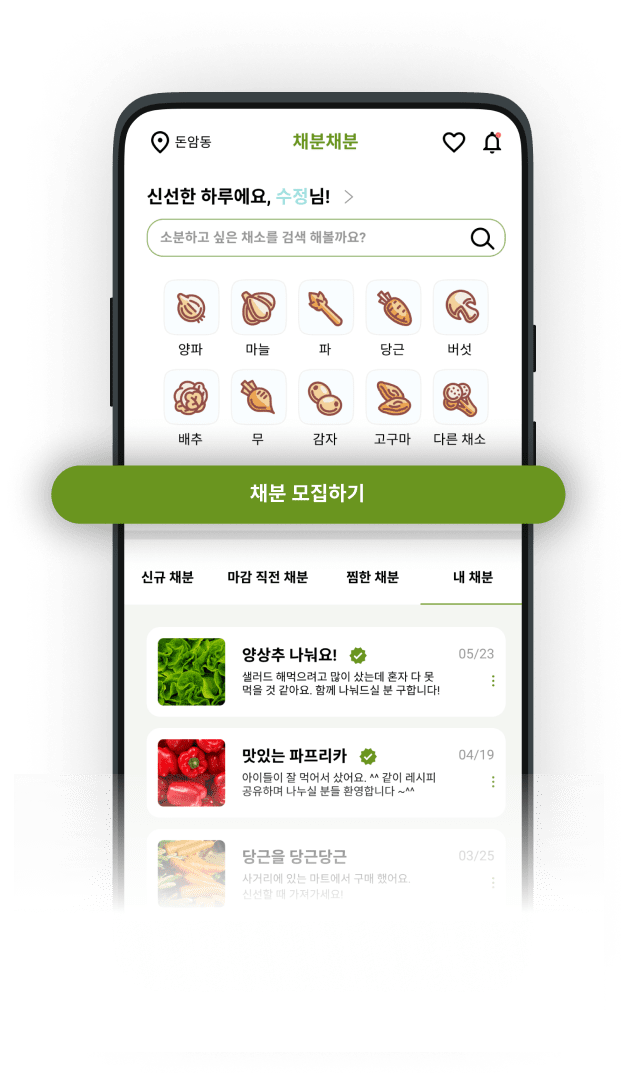 돈암동
채분채분
신선한 하루에요, 수정님!
소분하고 싶은 채소를 검색 해볼까요?
양파 마늘 파 당근 버섯
배추 무 감자 고구마 다른 채소
채분 모집하기
신규 채분 마감 직전 채분 찜한 채분 내 채분
양상추 나눠요! 05/23
샐러드 해먹으려고 많이 샀는데 혼자 다 못
먹을 것 같아요. 함께 나눠드실 분 구합니다!
맛있는 파프리카 04/19
아이들이 잘 먹어서 샀어요. ^^ 같이 레시피
공유하며 나누실 분들 환영합니다 ~^^
당근을 당근당근 03/25
사거리에 있는 마트에서 구매 했어요.
신선할 때 가져가세요!